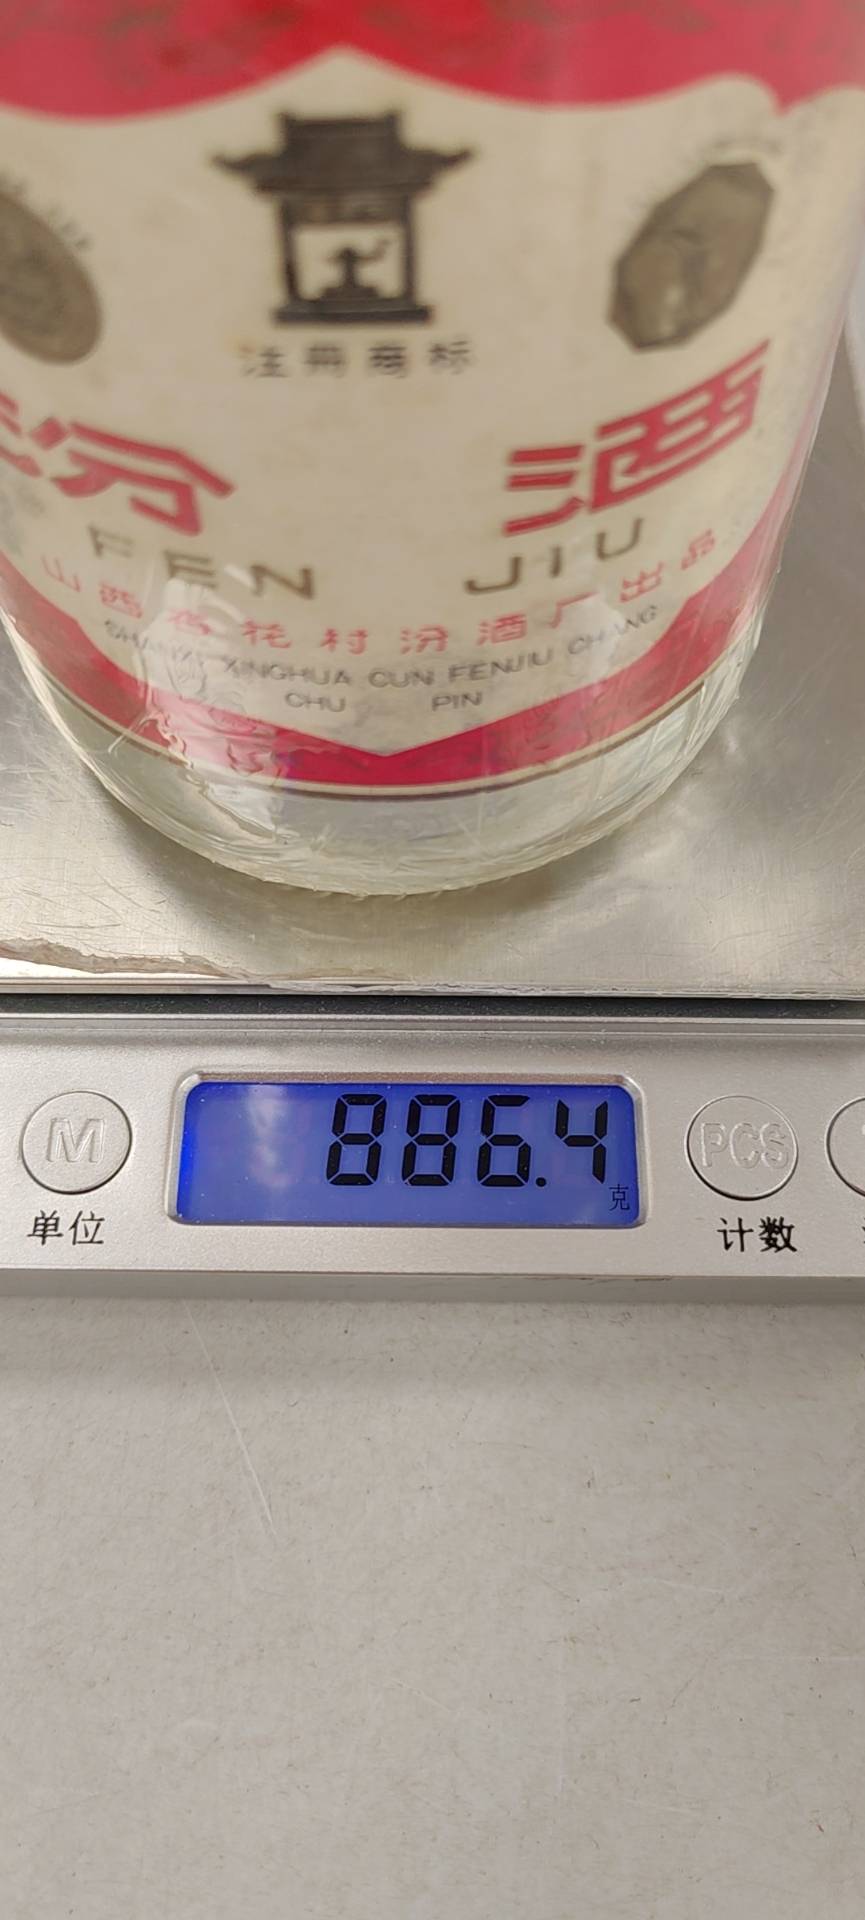 注册商标
汾 酒
FEN JIU
山西杏花村汾酒厂出品
SHANXI XINGHUA CUN FENJIU CHANG
CHU PIN
886.4
克
M
PCS
单位
计数